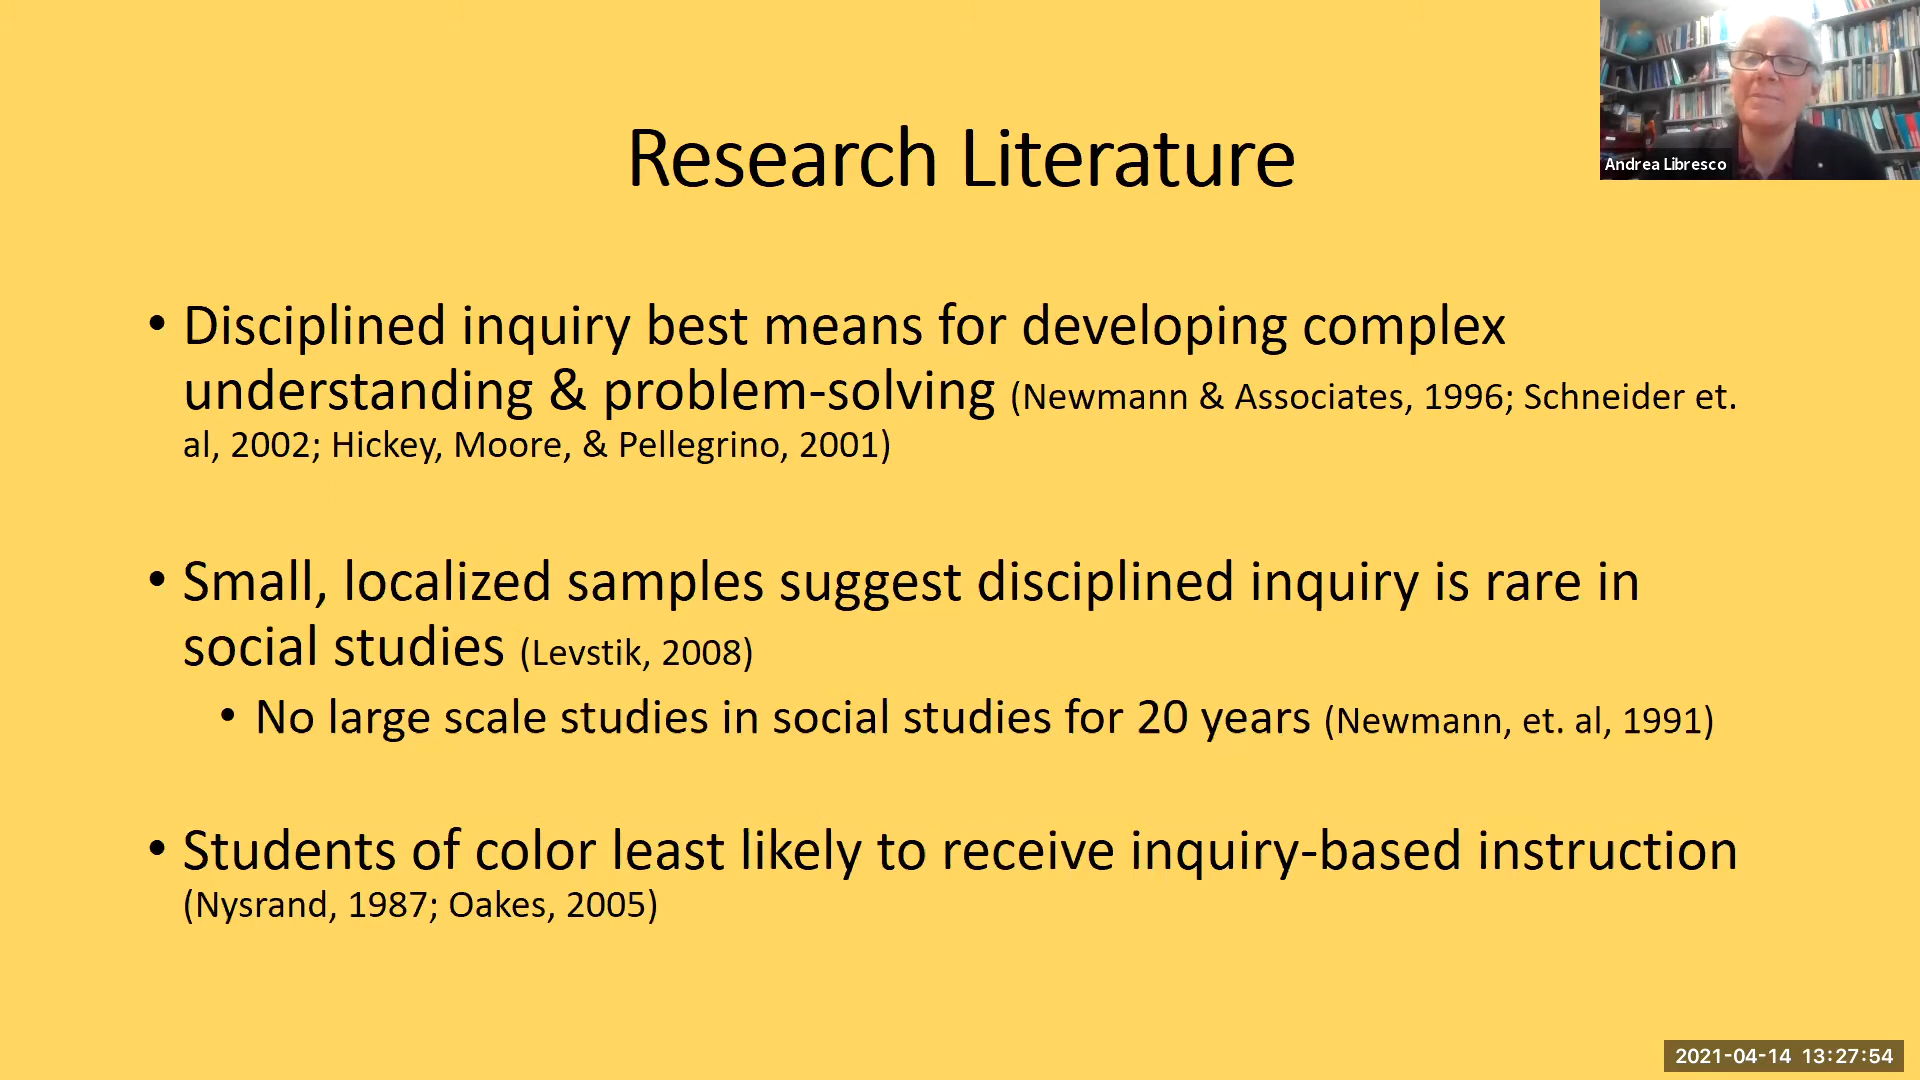 Research Literature
Andrea Libresco
• Disciplined inquiry best means for developing complex
understanding & problem-solving (Newmann & Associates, 1996; Schneider et.
al, 2002; Hickey, Moore, & Pellegrino, 2001)
• Small, localized samples suggest disciplined inquiry is rare in
social studies (Levstik, 2008)
• No large scale studies in social studies for 20 years (Newmann, et. al, 1991)
• Students of color least likely to receive inquiry-based instruction
(Nysrand, 1987; Oakes, 2005)
2021-04-14 13:27:54